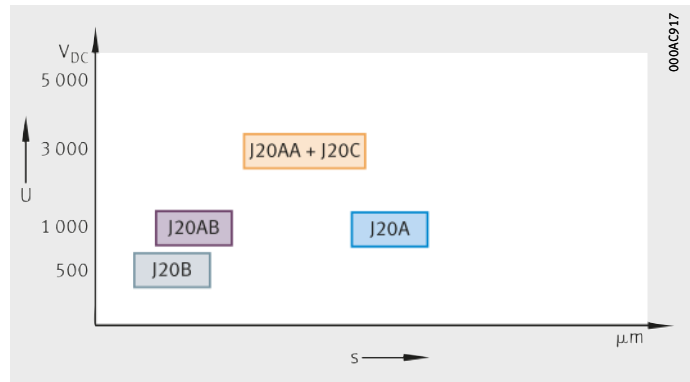 000AC917
V_DC
5 000
3 000
J20AA + J20C
U
1 000
J20AB
J20A
500
J20B
μm
s